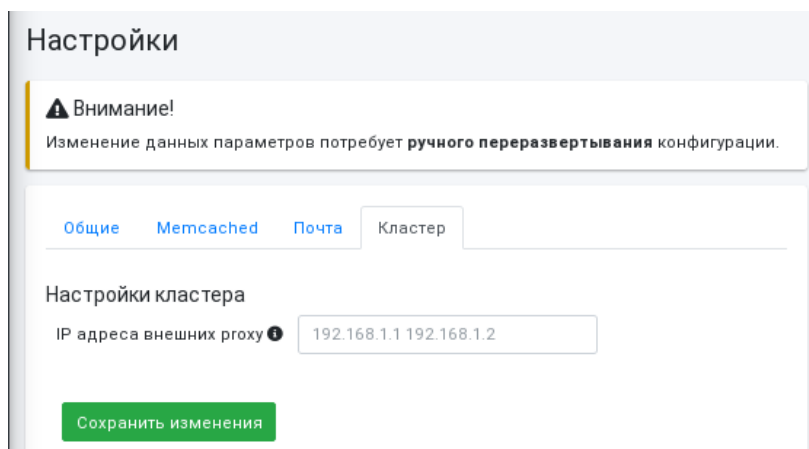 Настройки
Внимание!
Изменение данных параметров потребует ручного переразвертывания конфигурации.
Общие Memcached Почта Кластер
Настройки кластера
IP адреса внешних proxy 192.168.1.1 192.168.1.2
Сохранить изменения